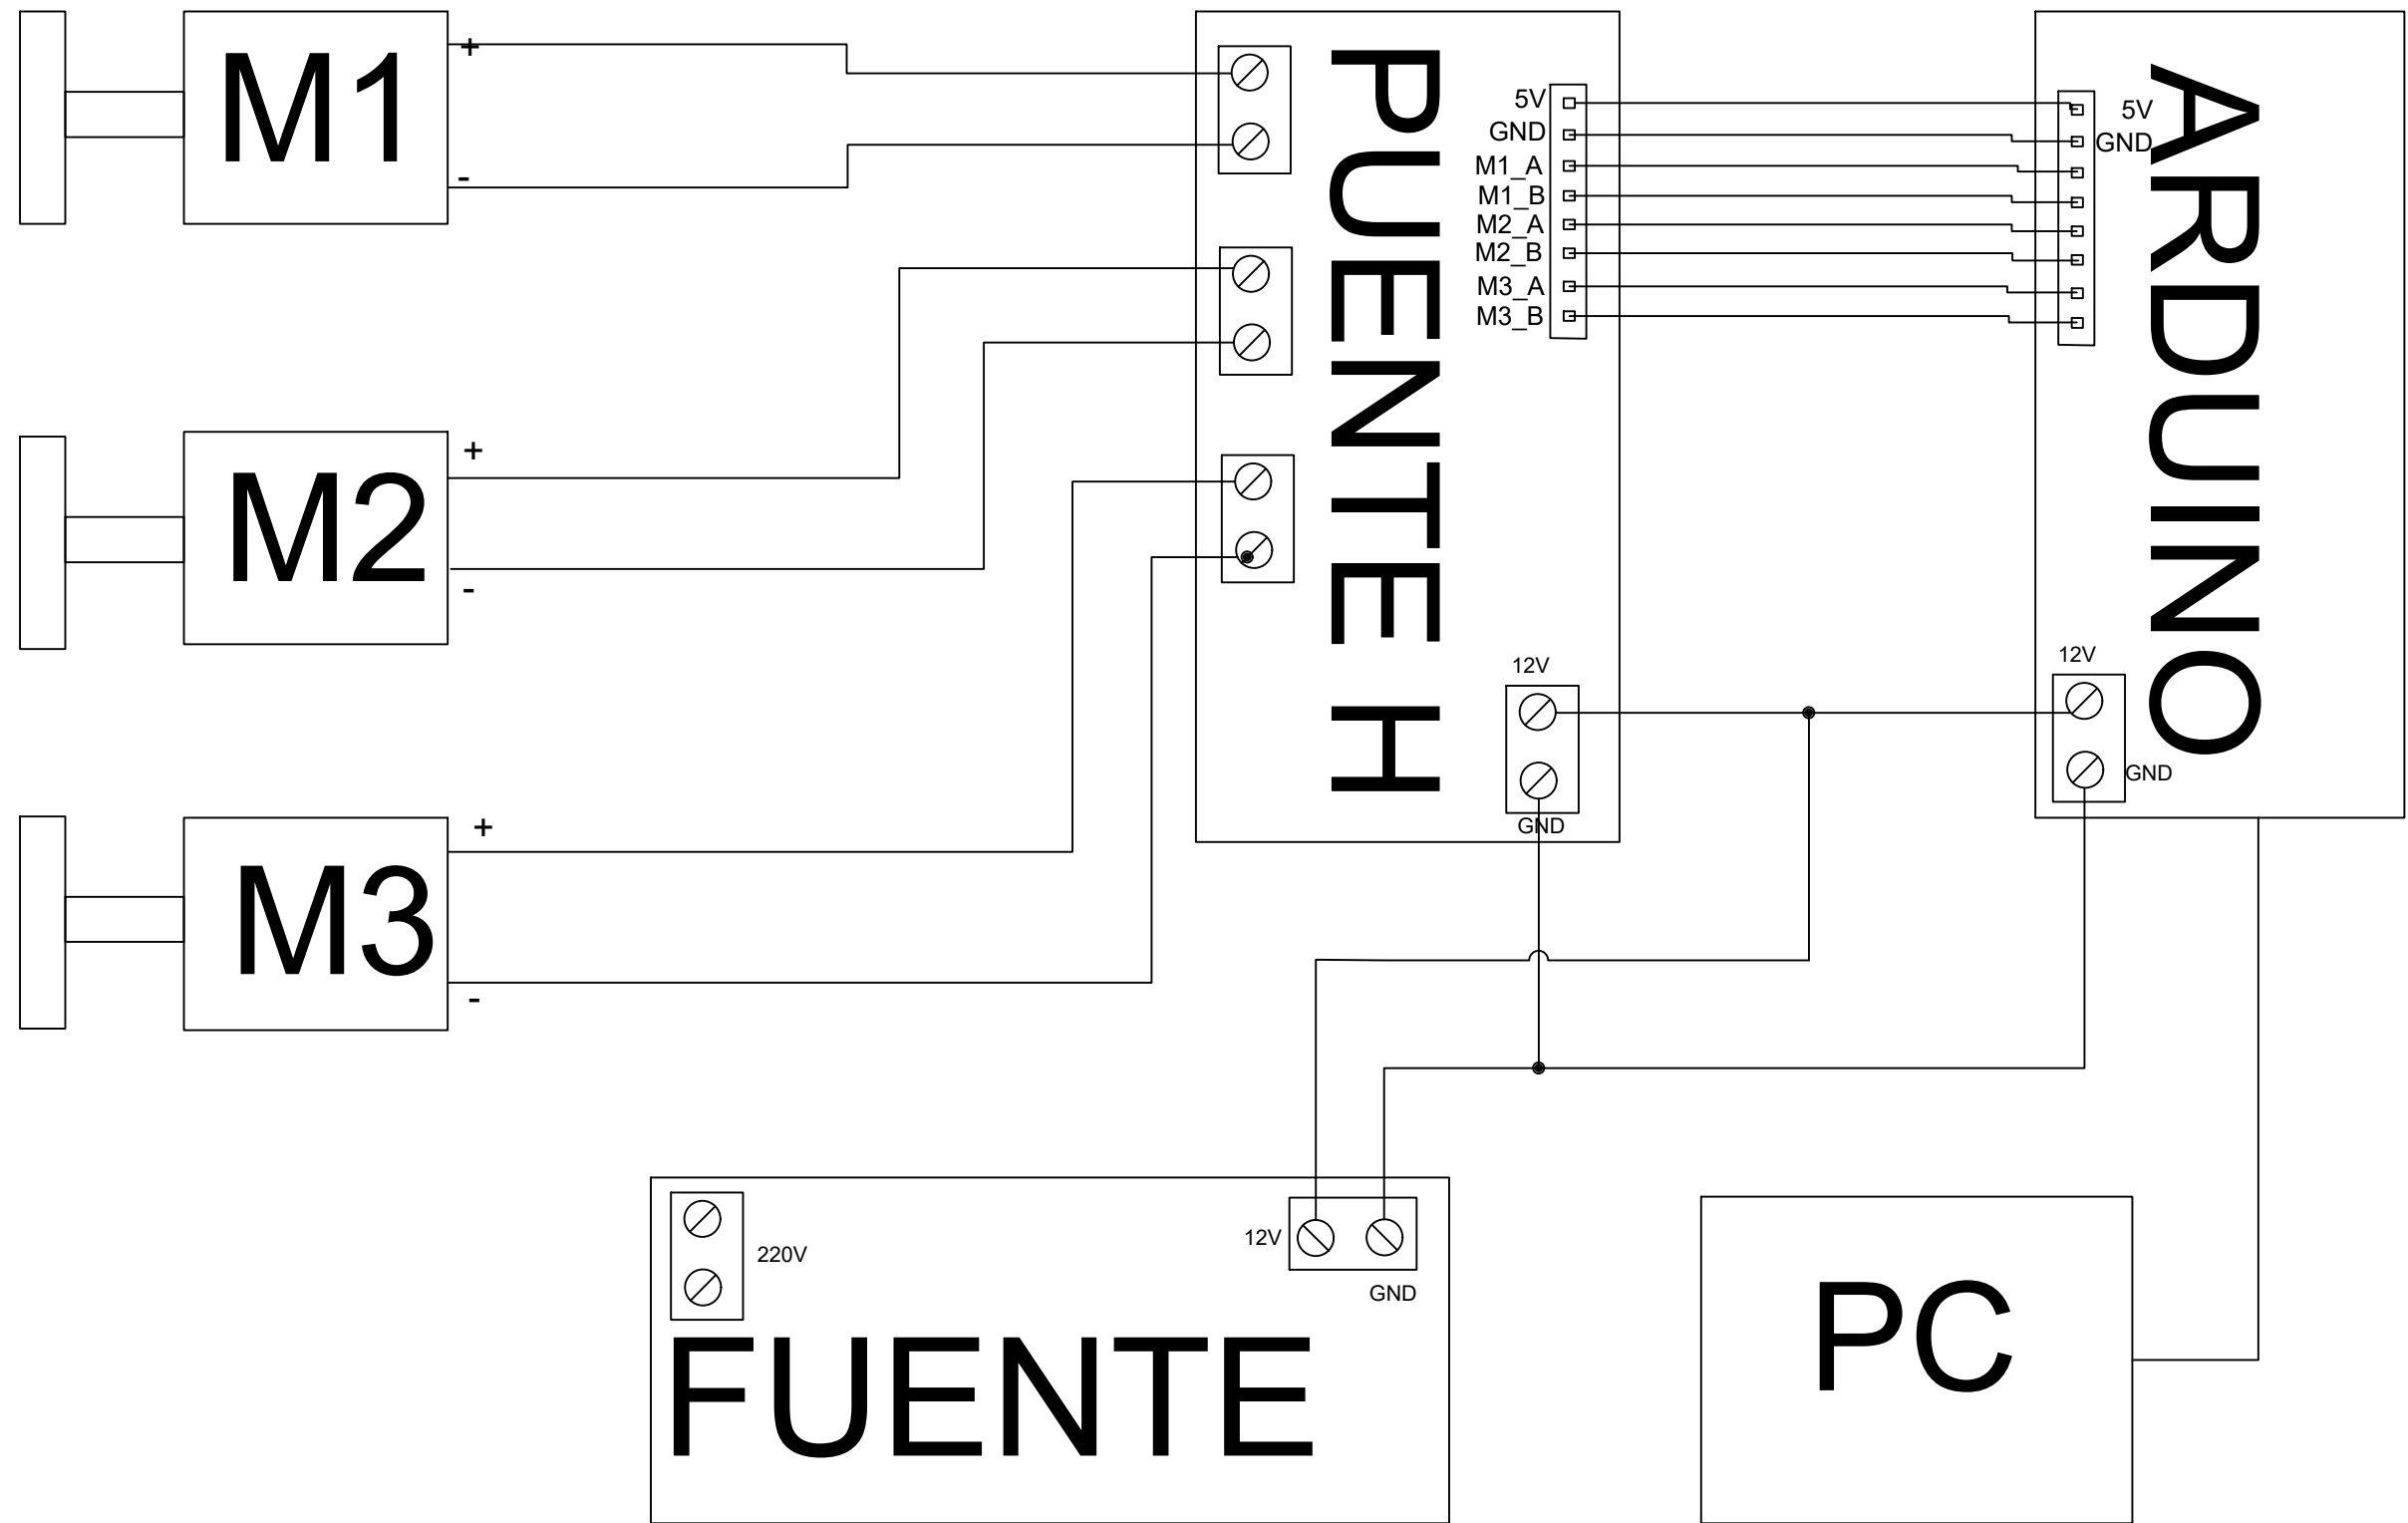 M1
+
-
M2
+
-
M3
+
-
PUENTE H
5V
GND
M1_A
M1_B
M2_A
M2_B
M3_A
M3_B
12V
GND
ARDUINO
5V
GND
12V
GND
FUENTE
220V
12V
GND
PC